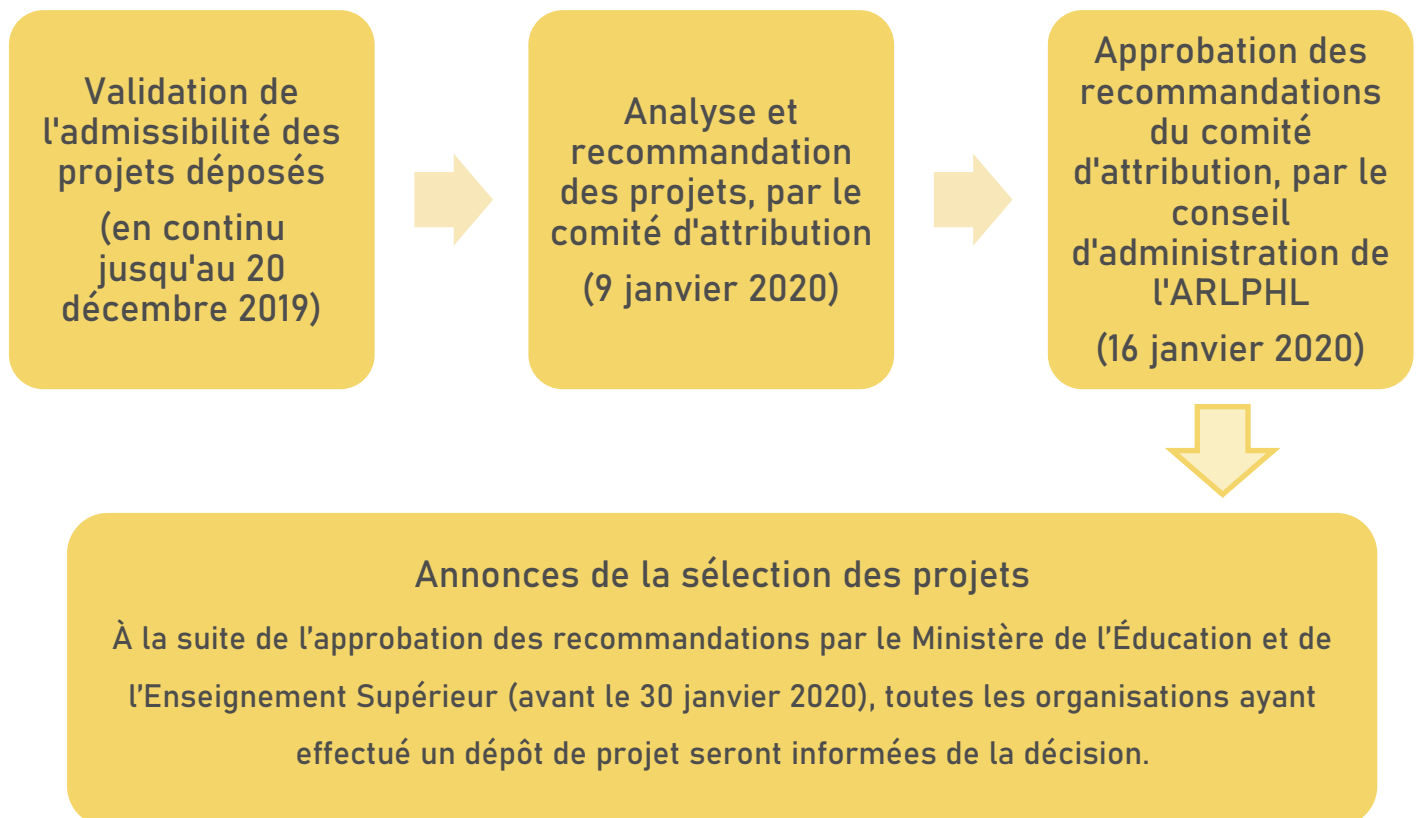 Validation de
l'admissibilité des
projets déposés
(en continu
jusqu'au 20
décembre 2019)
Analyse et
recommandation
des projets, par le
comité d'attribution
(9 janvier 2020)
Approbation des
recommandations
du comité
d'attribution, par le
conseil
d'administration de
l'ARLPHL
(16 janvier 2020)
Annonces de la sélection des projets
À la suite de l’approbation des recommandations par le Ministère de l’Éducation et de
l’Enseignement Supérieur (avant le 30 janvier 2020), toutes les organisations ayant
effectué un dépôt de projet seront informées de la décision.